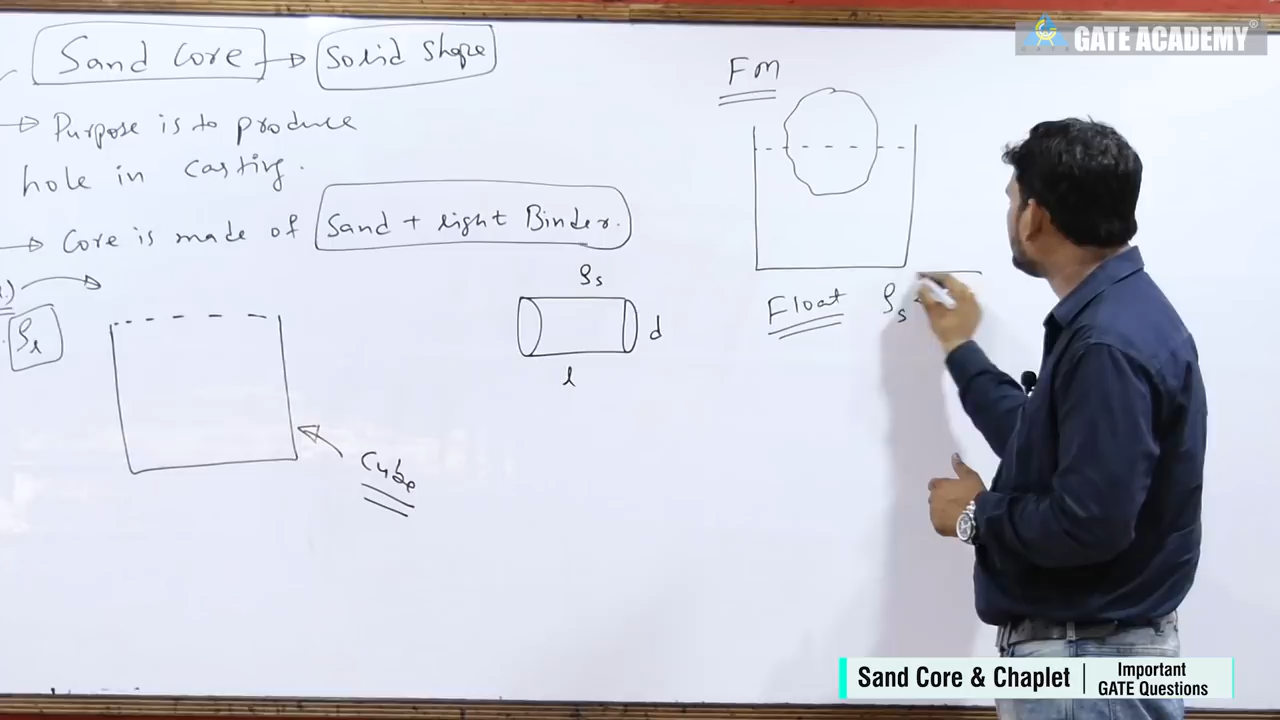 Sand Core → Solid Shape
→ Purpose is to produce
hole in casting.
→ Core is made of Sand + light Binder.
ρl
Cube
ρs
d
l
FM
Float ρs <
GATE ACADEMY
Sand Core & Chaplet | Important
GATE Questions